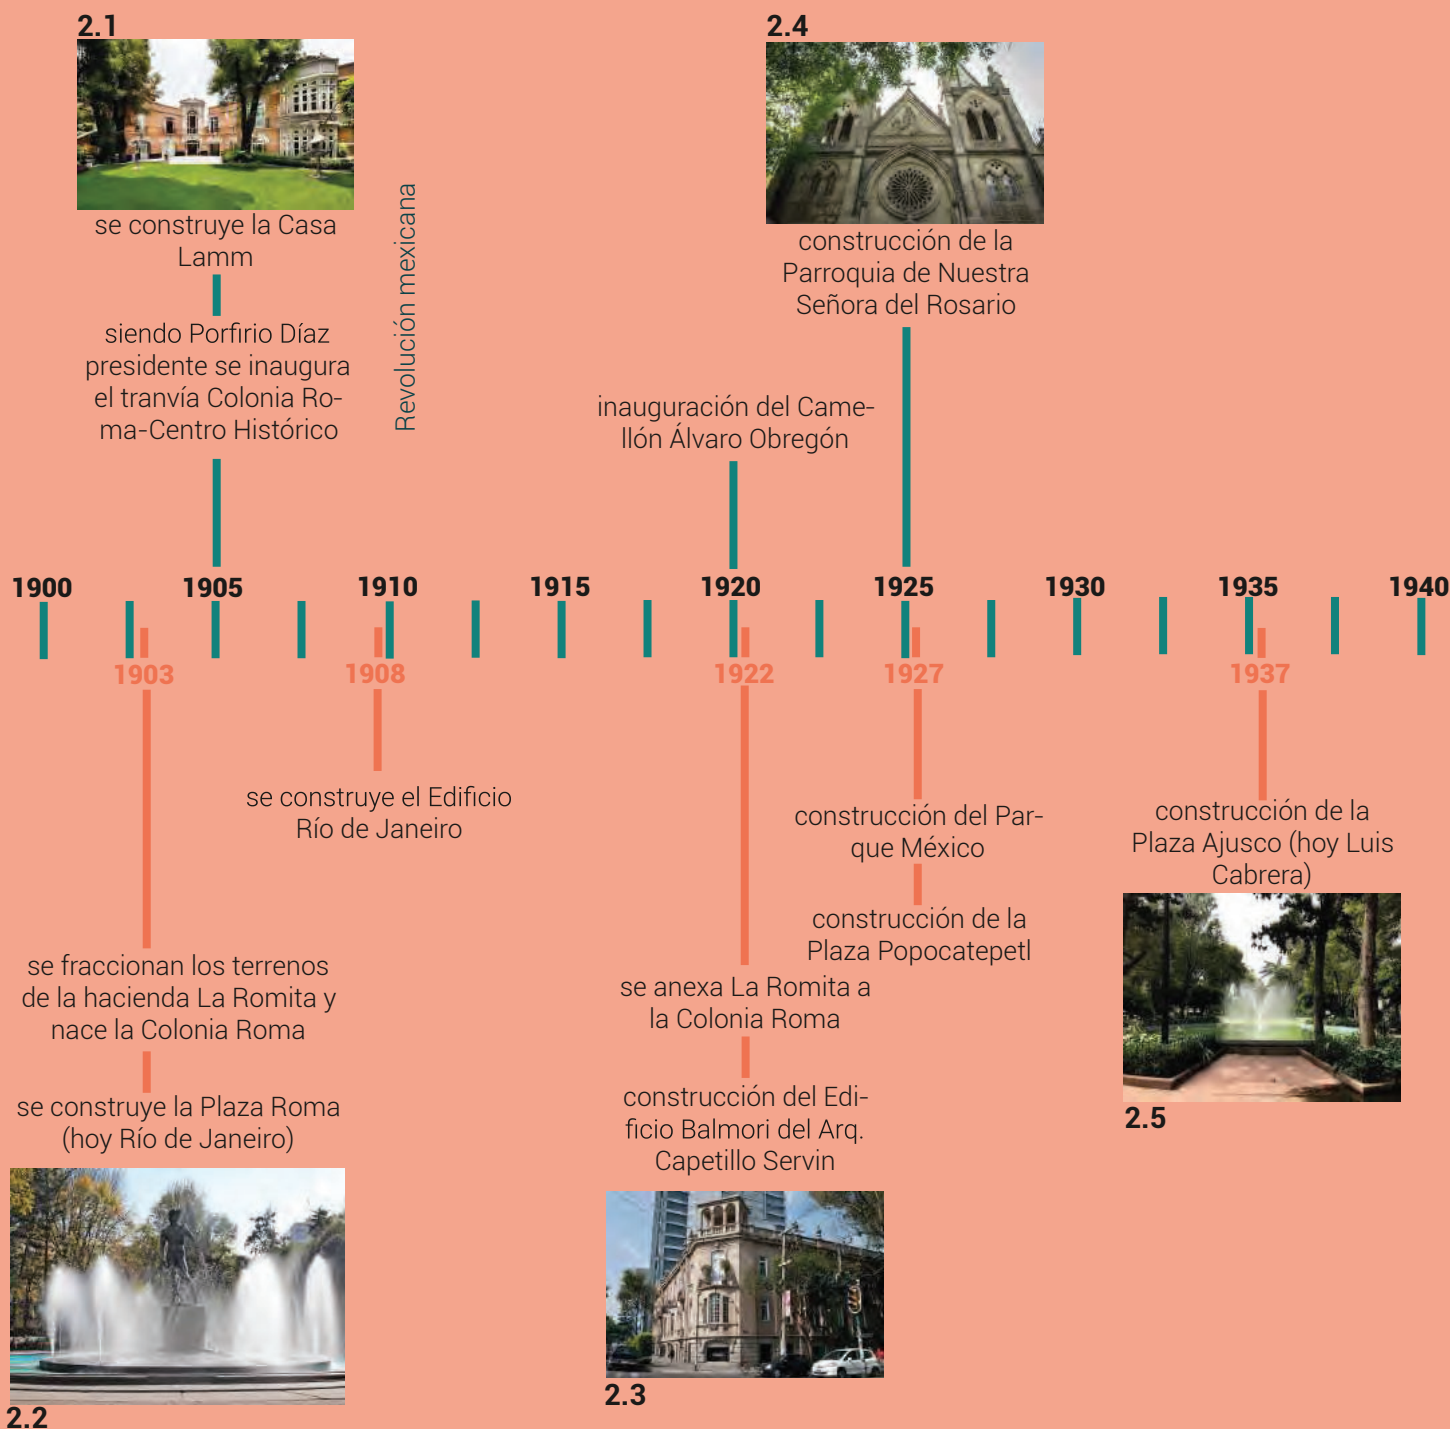 2.1
se construye la Casa
Lamm
siendo Porfirio Díaz
presidente se inaugura
el tranvía Colonia Ro-
ma-Centro Histórico
Revolución mexicana
inauguración del Came-
llón Álvaro Obregón
2.4
construcción de la
Parroquia de Nuestra
Señora del Rosario
1900 1905 1910 1915 1920 1925 1930 1935 1940
1903 1908 1922 1927 1937
se fraccionan los terrenos
de la hacienda La Romita y
nace la Colonia Roma
se construye la Plaza Roma
(hoy Río de Janeiro)
2.2
se construye el Edificio
Río de Janeiro
se anexa La Romita a
la Colonia Roma
construcción del Edi-
ficio Balmori del Arq.
Capetillo Servin
2.3
construcción del Par-
que México
construcción de la
Plaza Popocatepetl
construcción de la
Plaza Ajusco (hoy Luis
Cabrera)
2.5